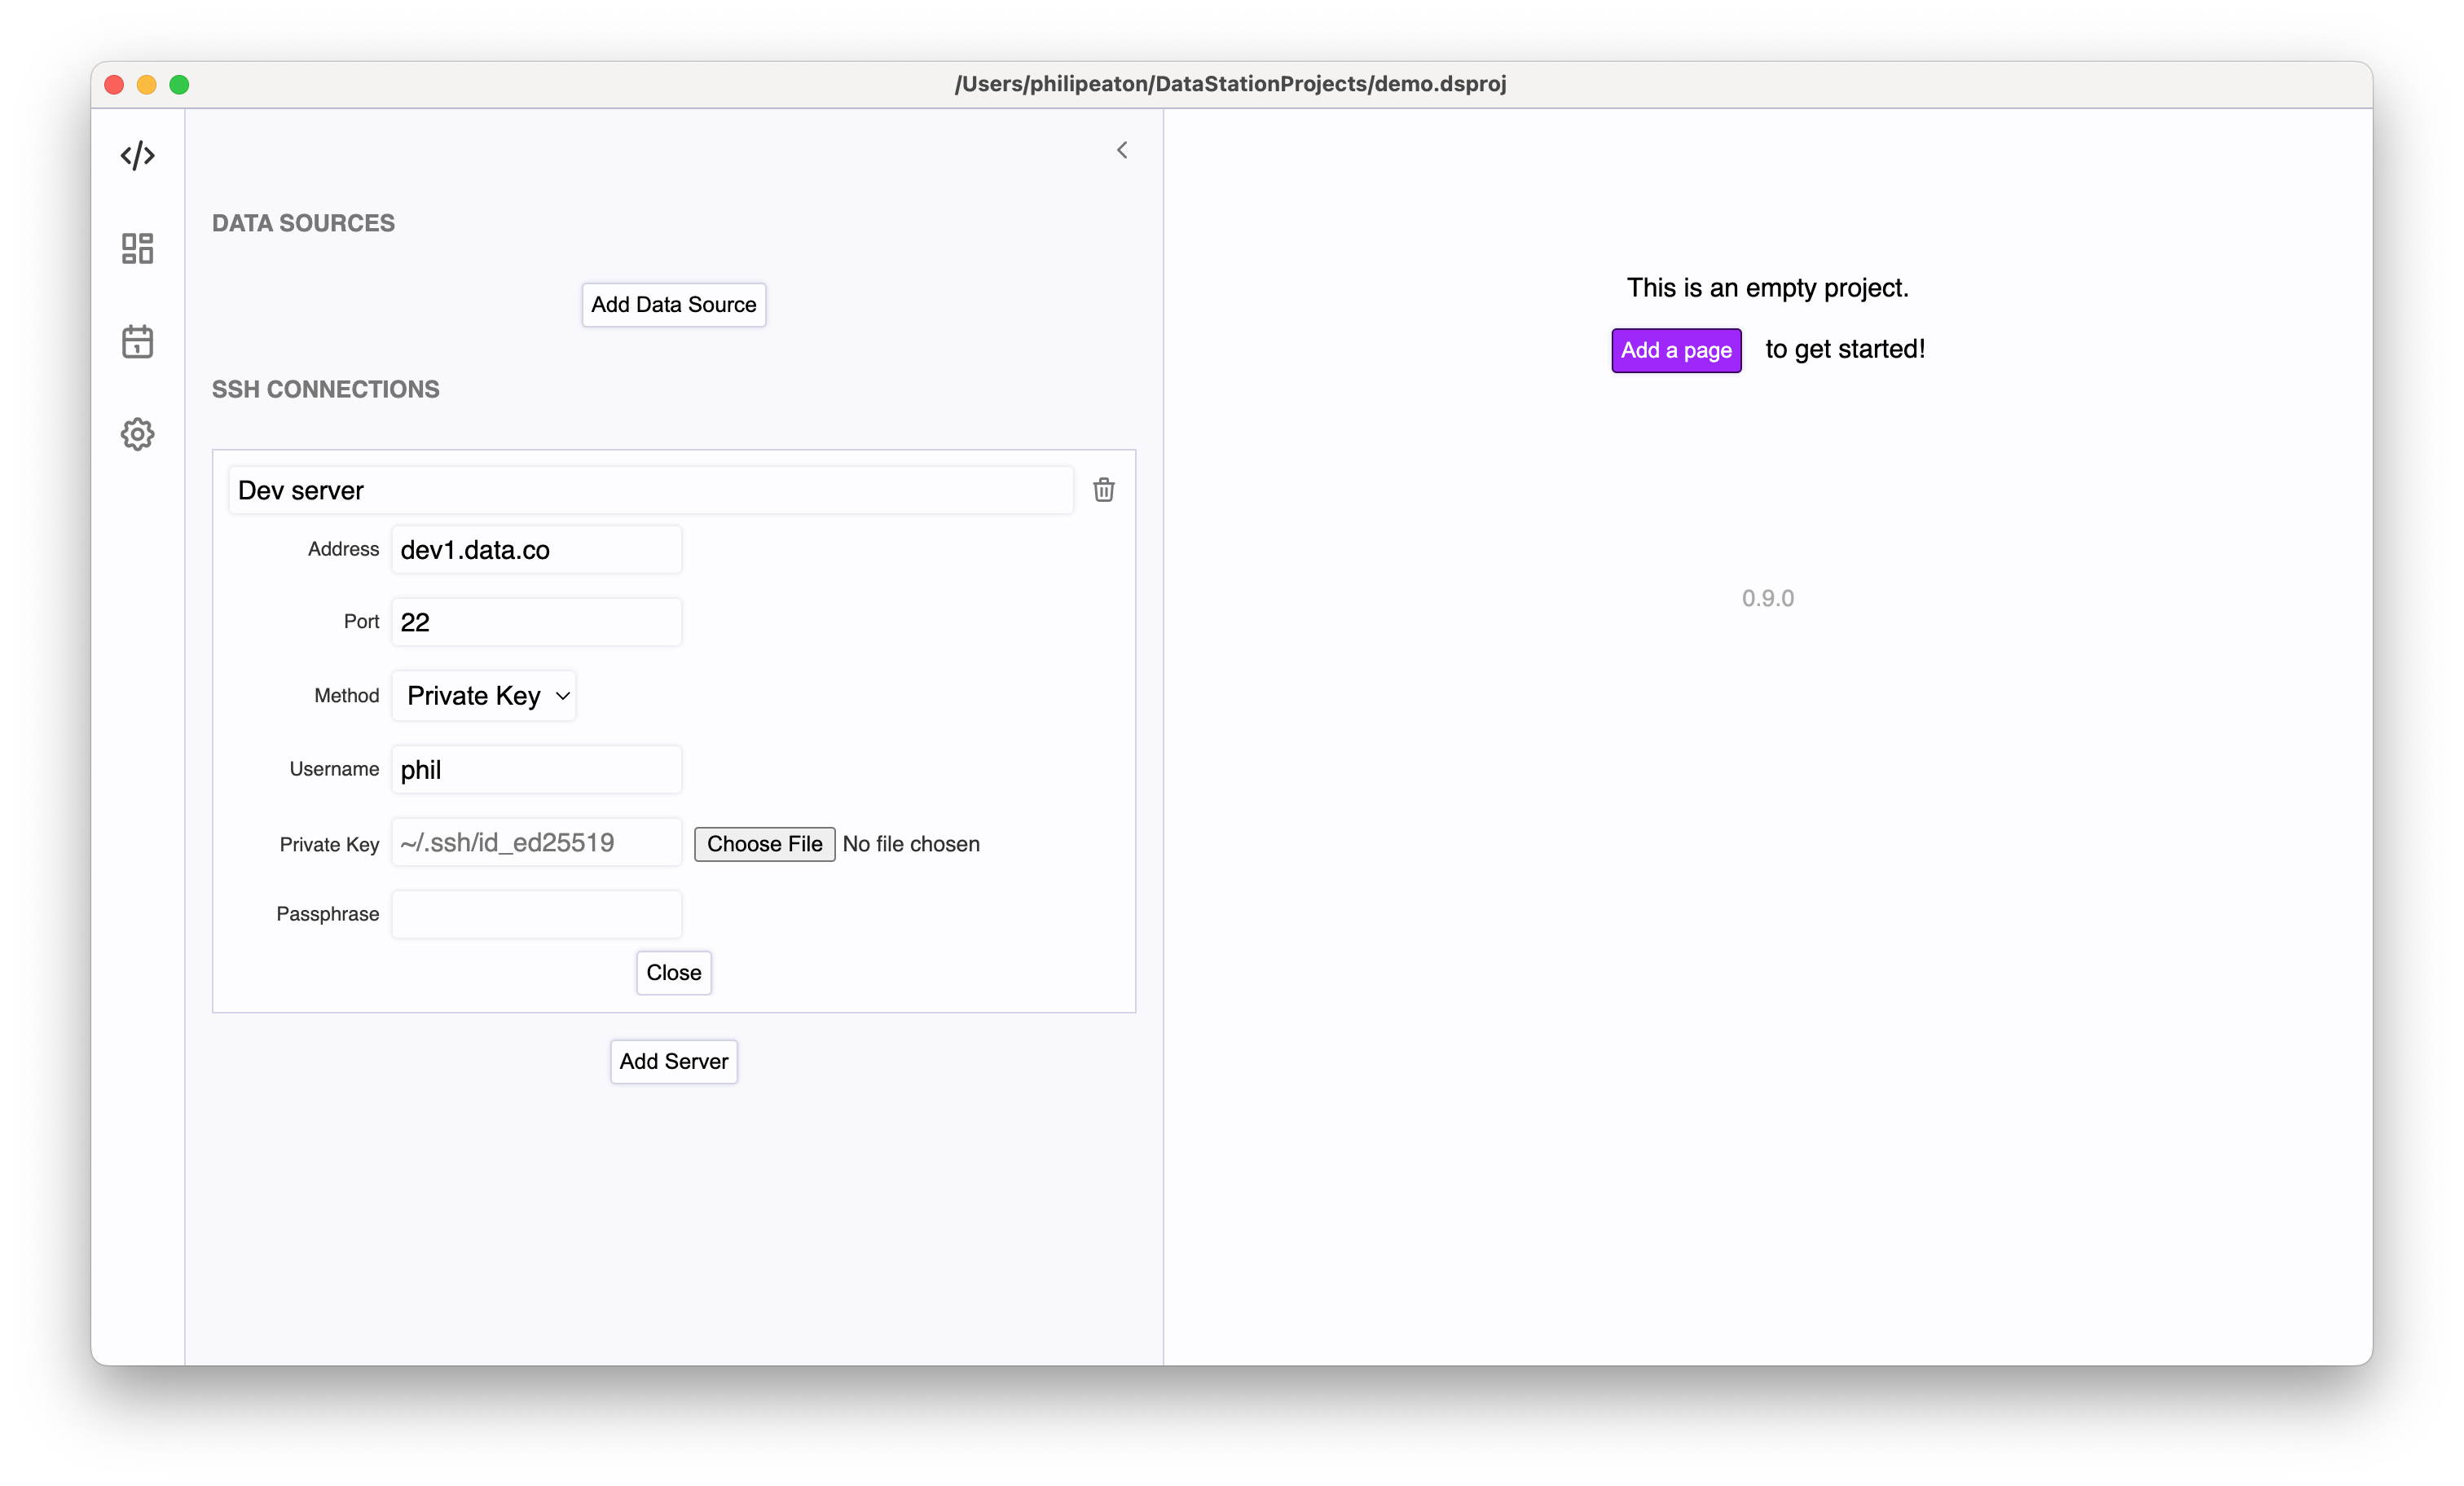 /Users/philipeaton/DataStationProjects/demo.dsproj
DATA SOURCES
Add Data Source
SSH CONNECTIONS
Dev server
Address dev1.data.co
Port 22
Method Private Key
Username phil
Private Key ~/.ssh/id_ed25519 Choose File No file chosen
Passphrase
Close
Add Server
This is an empty project.
Add a page to get started!
0.9.0